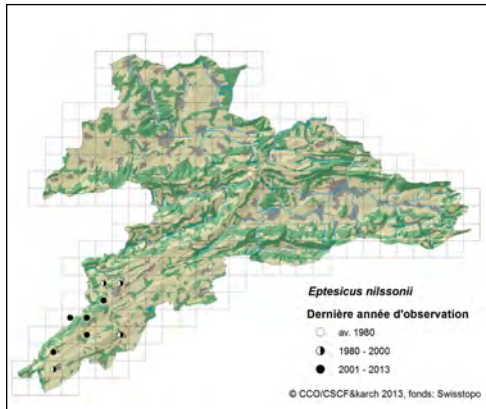 Eptesicus nilssonii
Dernière année d'observation
av. 1980
1980 - 2000
2001 - 2013
© CCO/CSCF&karch 2013, fonds: Swisstopo